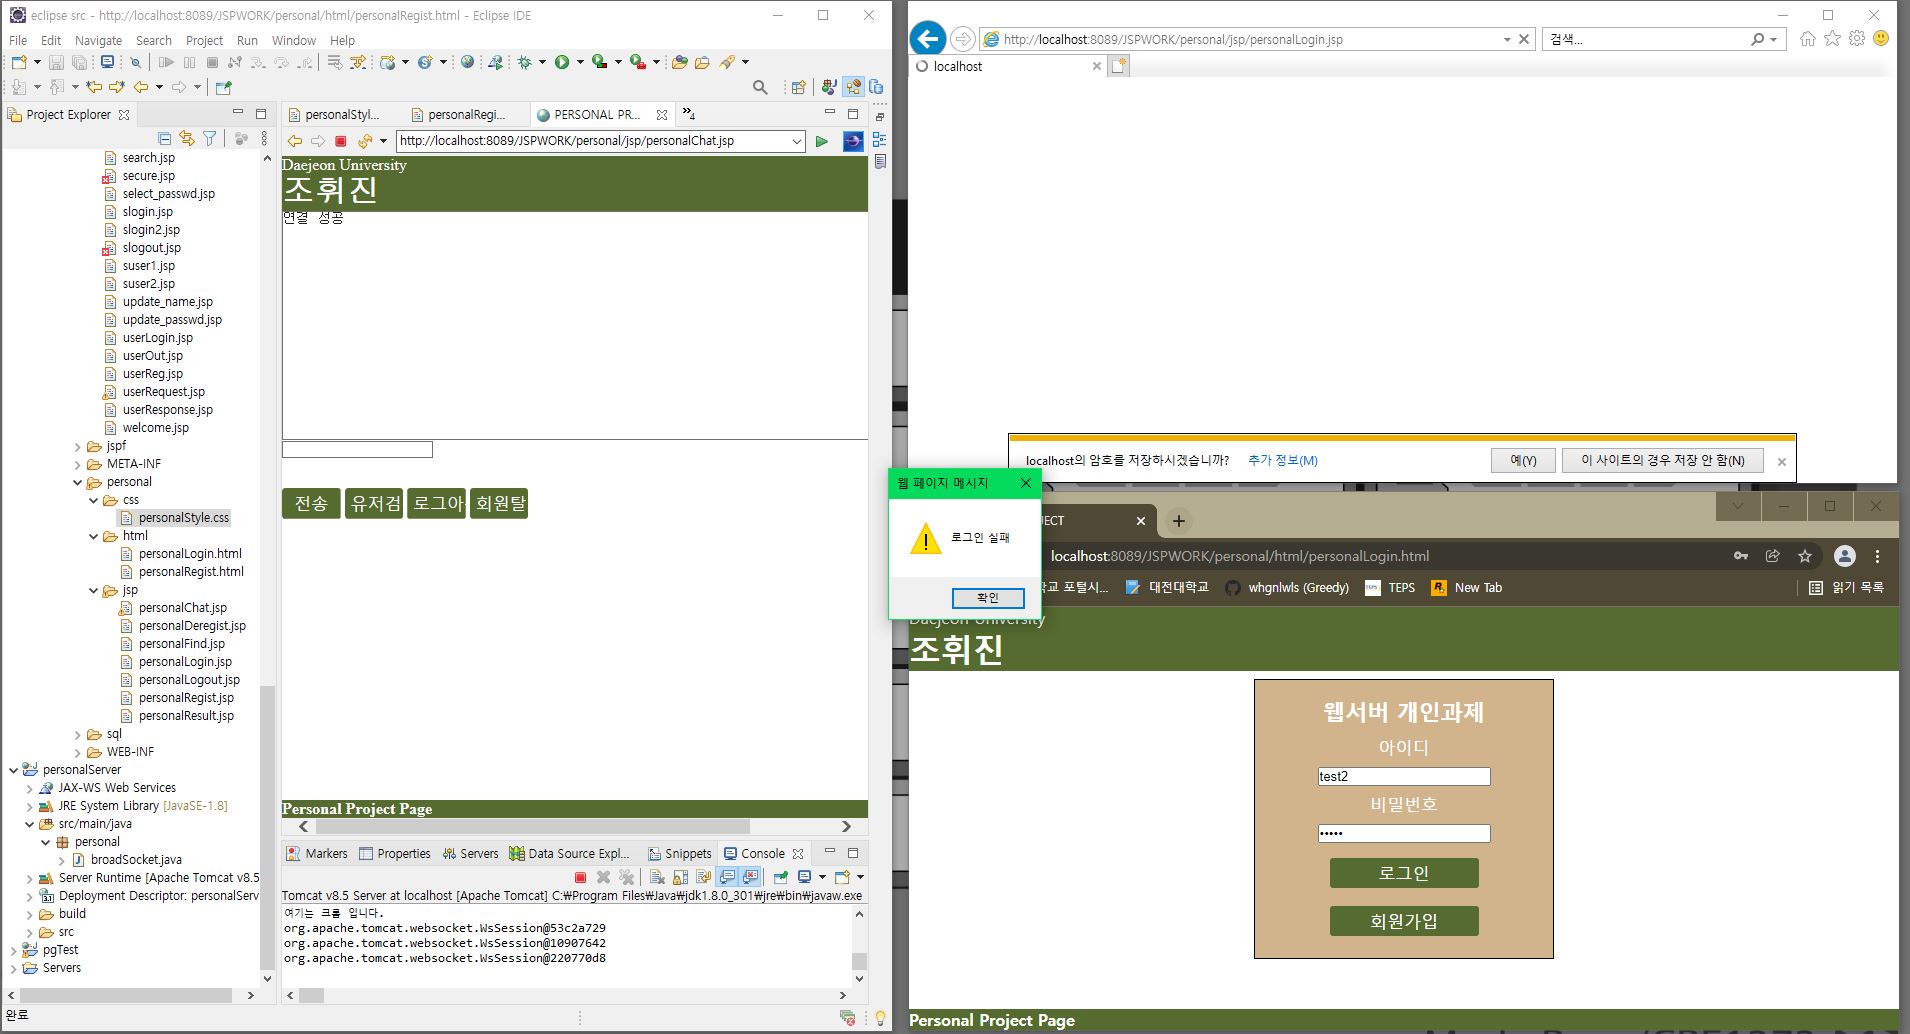 eclipse src - http://localhost:8089/JSPWORK/personal/html/personalRegist.html - Eclipse IDE
File Edit Navigate Search Project Run Window Help
Project Explorer
search.jsp
secure.jsp
select_passwd.jsp
slogin.jsp
slogin2.jsp
slogout.jsp
suser1.jsp
suser2.jsp
update_name.jsp
update_passwd.jsp
userLogin.jsp
userOut.jsp
userReg.jsp
userRequest.jsp
userResponse.jsp
welcome.jsp
jspf
META-INF
personal
css
personalStyle.css
html
personalLogin.html
personalRegist.html
jsp
personalChat.jsp
personalDeregist.jsp
personalFind.jsp
personalLogin.jsp
personalLogout.jsp
personalRegist.jsp
personalResult.jsp
sql
WEB-INF
personalServer
JAX-WS Web Services
JRE System Library [JavaSE-1.8]
src/main/java
personal
broadSocket.java
Server Runtime [Apache Tomcat v8.5
Deployment Descriptor: personalServ
build
src
pgTest
Servers
완료
personalStyl... personalRegi... PERSONAL PR... 4
http://localhost:8089/JSPWORK/personal/jsp/personalChat.jsp
Daejeon University
조휘진
연결 성공
전송 유저검 로그아 회원탈
Personal Project Page
Markers Properties Servers Data Source Expl... Snippets Console
Tomcat v8.5 Server at localhost [Apache Tomcat] C:₩Program Files₩Java₩jdk1.8.0_301₩jre₩bin₩javaw.exe
여기는 크롬 입니다.
org.apache.tomcat.websocket.WsSession@53c2a729
org.apache.tomcat.websocket.WsSession@10907642
org.apache.tomcat.websocket.WsSession@220770d8
http://localhost:8089/JSPWORK/personal/jsp/personalLogin.jsp 검색...
localhost
localhost의 암호를 저장하시겠습니까? 추가 정보(M) 예(Y) 이 사이트의 경우 저장 안 함(N)
웹 페이지 메시지
로그인 실패
확인
JECT
localhost:8089/JSPWORK/personal/html/personalLogin.html
학교 포털시... 대전대학교 whgnlwls (Greedy) TEPS New Tab 읽기 목록
Daejeon University
조휘진
웹서버 개인과제
아이디
test2
비밀번호
•••••
로그인
회원가입
Personal Project Page